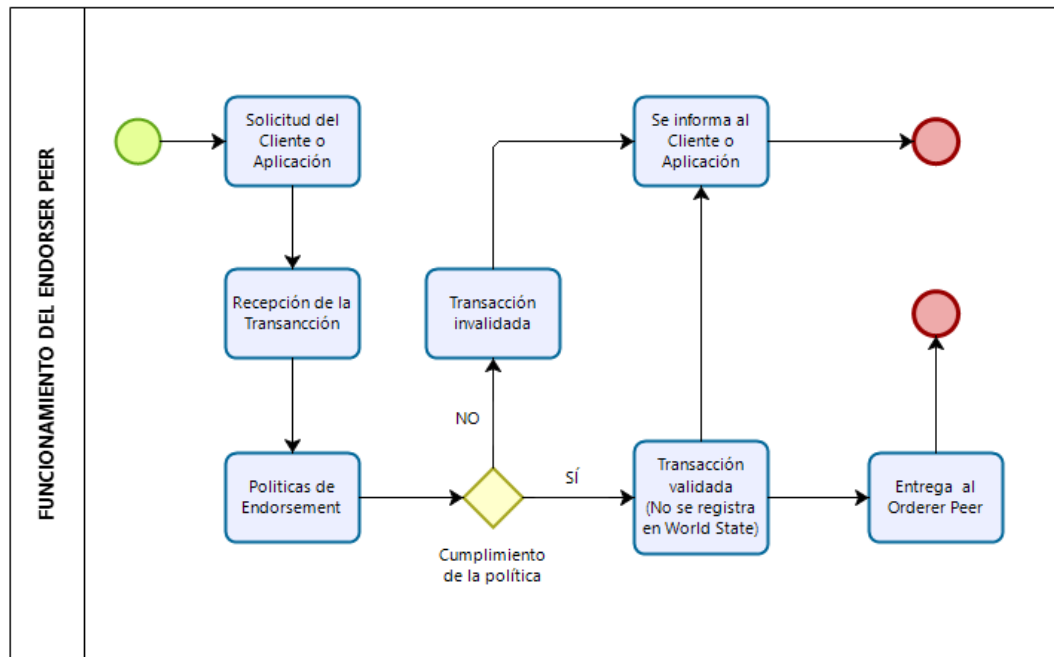 FUNCIONAMIENTO DEL ENDORSER PEER
Solicitud del
Cliente o
Aplicación
Se informa al
Cliente o
Aplicación
Recepción de la
Transancción
Transacción
invalidada
NO
Politicas de
Endorsement
SÍ
Transacción
validada
(No se registra
en World State)
Entrega al
Orderer Peer
Cumplimiento
de la política